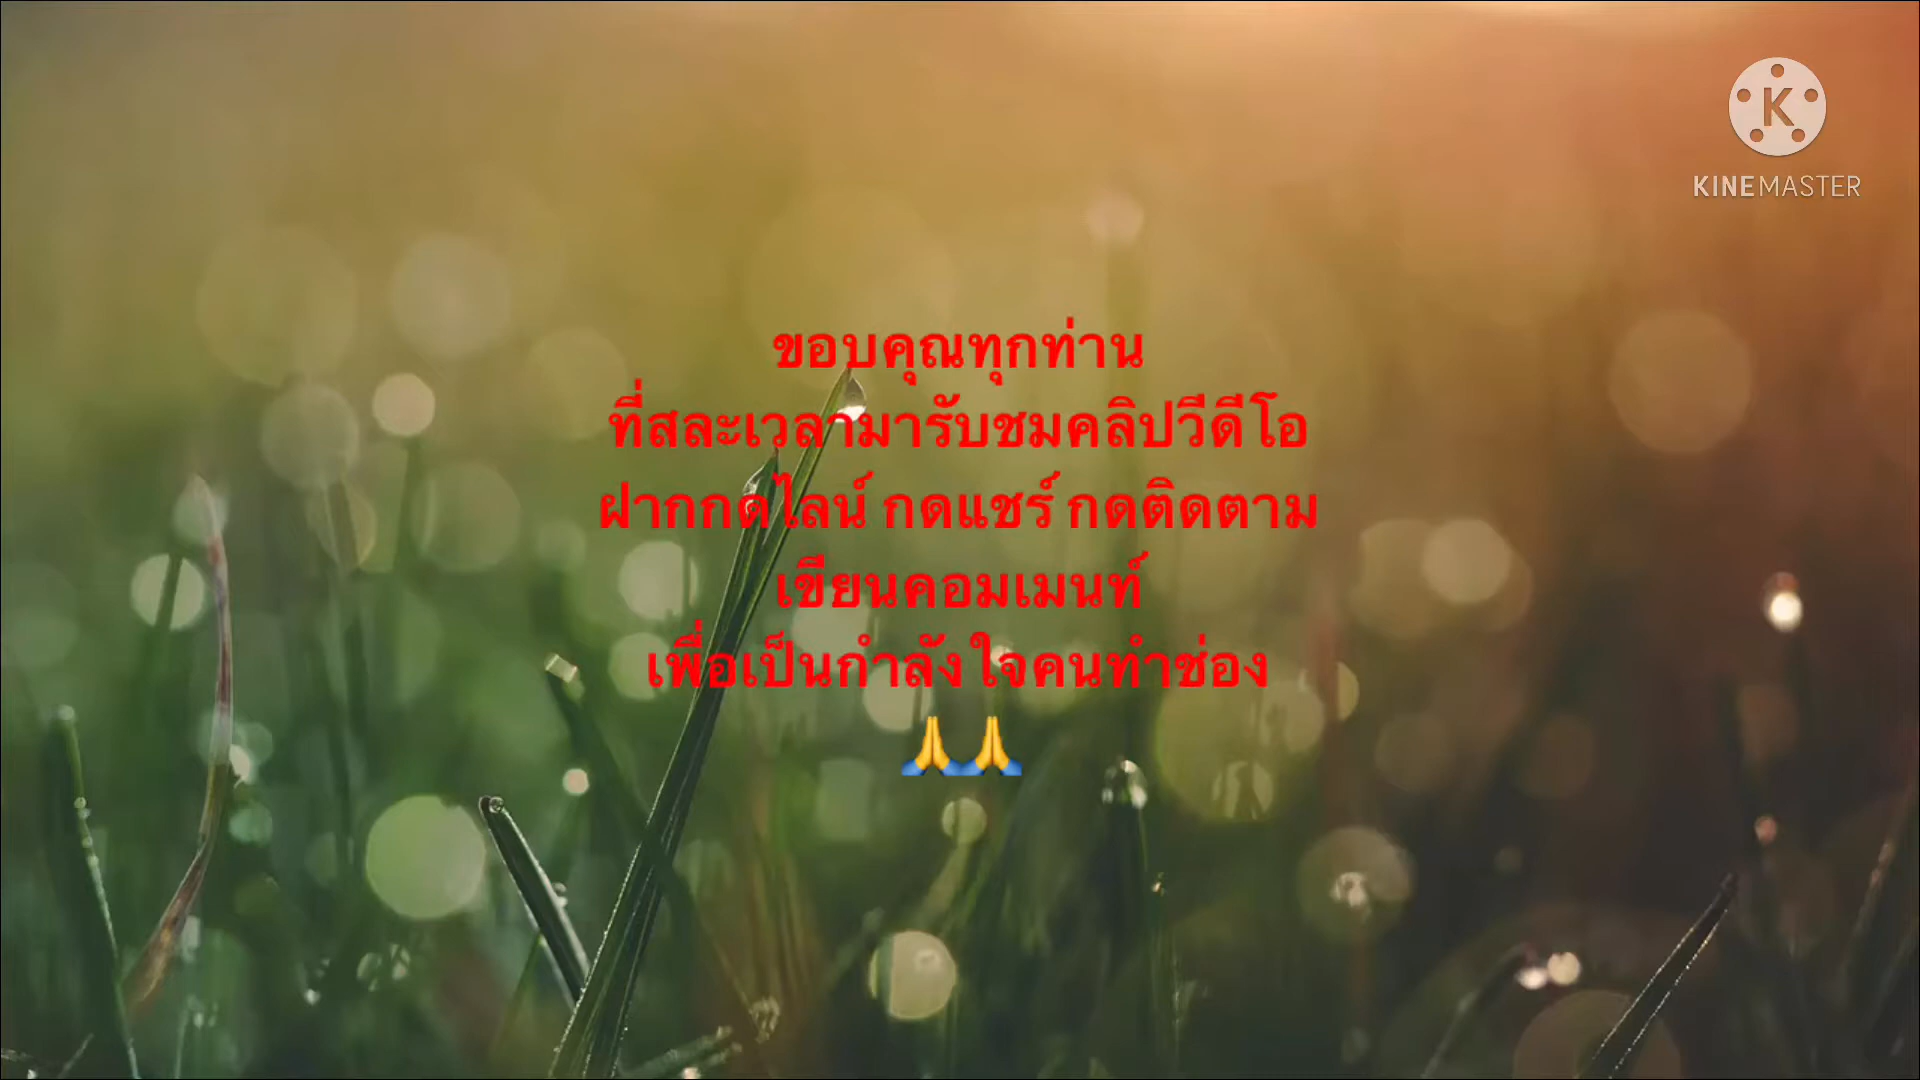 KINEMASTER
ขอบคุณทุกท่าน
ที่สละเวลามารับชมคลิปวีดีโอ
ฝากกดไลน์ กดแชร์ กดติดตาม
เขียนคอมเมนท์
เพื่อเป็นกำลังใจคนทำช่อง
🙏🙏